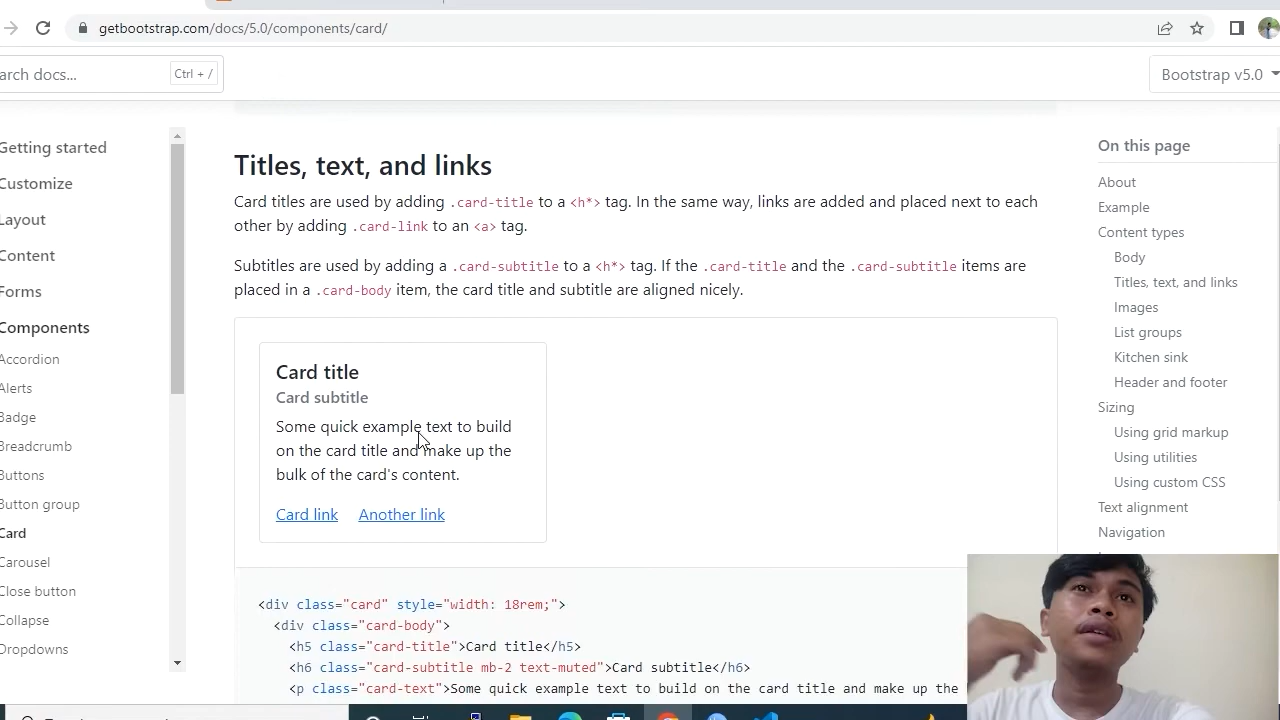 getbootstrap.com/docs/5.0/components/card/
arch docs...
Ctrl + /
Bootstrap v5.0
Getting started
Customize
Layout
Content
Forms
Components
Accordion
Alerts
Badge
Breadcrumb
Buttons
Button group
Card
Carousel
Close button
Collapse
Dropdowns
Titles, text, and links
Card titles are used by adding .card-title to a <h*> tag. In the same way, links are added and placed next to each
other by adding .card-link to an <a> tag.
Subtitles are used by adding a .card-subtitle to a <h*> tag. If the .card-title and the .card-subtitle items are
placed in a .card-body item, the card title and subtitle are aligned nicely.
Card title
Card subtitle
Some quick example text to build
on the card title and make up the
bulk of the card's content.
Card link Another link
<div class="card" style="width: 18rem;">
<div class="card-body">
<h5 class="card-title">Card title</h5>
<h6 class="card-subtitle mb-2 text-muted">Card subtitle</h6>
<p class="card-text">Some quick example text to build on the card title and make up the
On this page
About
Example
Content types
Body
Titles, text, and links
Images
List groups
Kitchen sink
Header and footer
Sizing
Using grid markup
Using utilities
Using custom CSS
Text alignment
Navigation